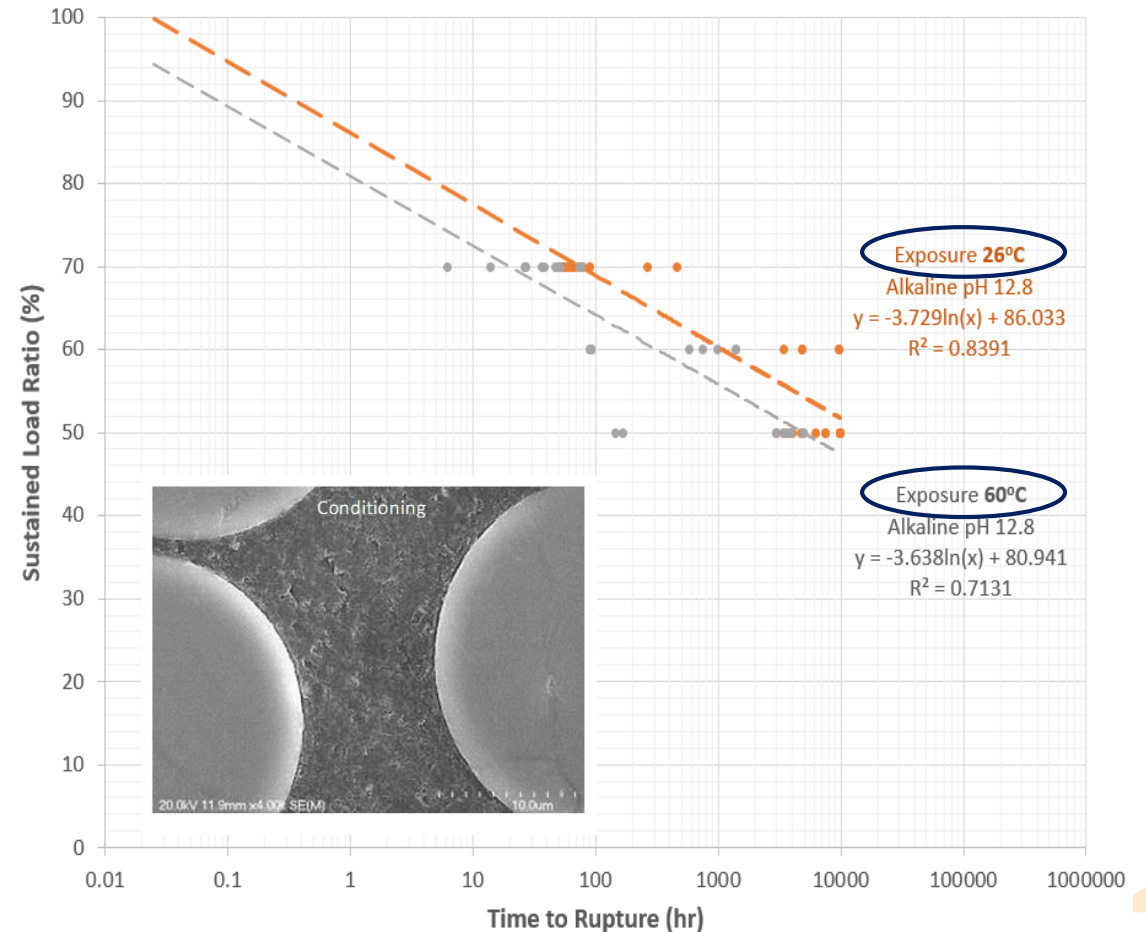 100
90
80
70
60
50
40
30
20
10
0
Sustained Load Ratio (%)
0.01 0.1 1 10 100 1000 10000 100000 1000000
Time to Rupture (hr)
Exposure 26ºC
Alkaline pH 12.8
y = -3.729ln(x) + 86.033
R² = 0.8391
Exposure 60ºC
Alkaline pH 12.8
y = -3.638ln(x) + 80.941
R² = 0.7131
Conditioning
20.0kV 11.9mm x4.00k SE(M) 10.0um